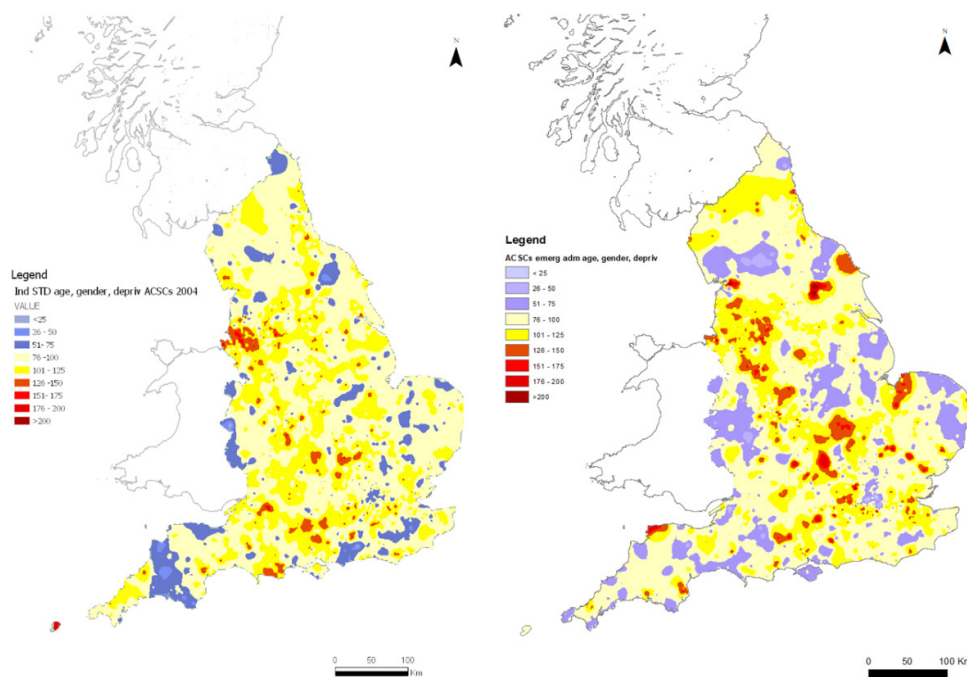 Legend
Ind STD age, gender, depriv ACSCs 2004
VALUE
<25
26 - 50
51- 75
76 -100
101 - 125
126 -150
151- 175
176 - 200
>200
0 50 100
Km
Legend
ACSCs emerg adm age, gender, depriv
< 25
26 - 50
51 - 75
76 - 100
101 - 125
126 - 150
151 - 175
176 - 200
>200
0 50 100 Km